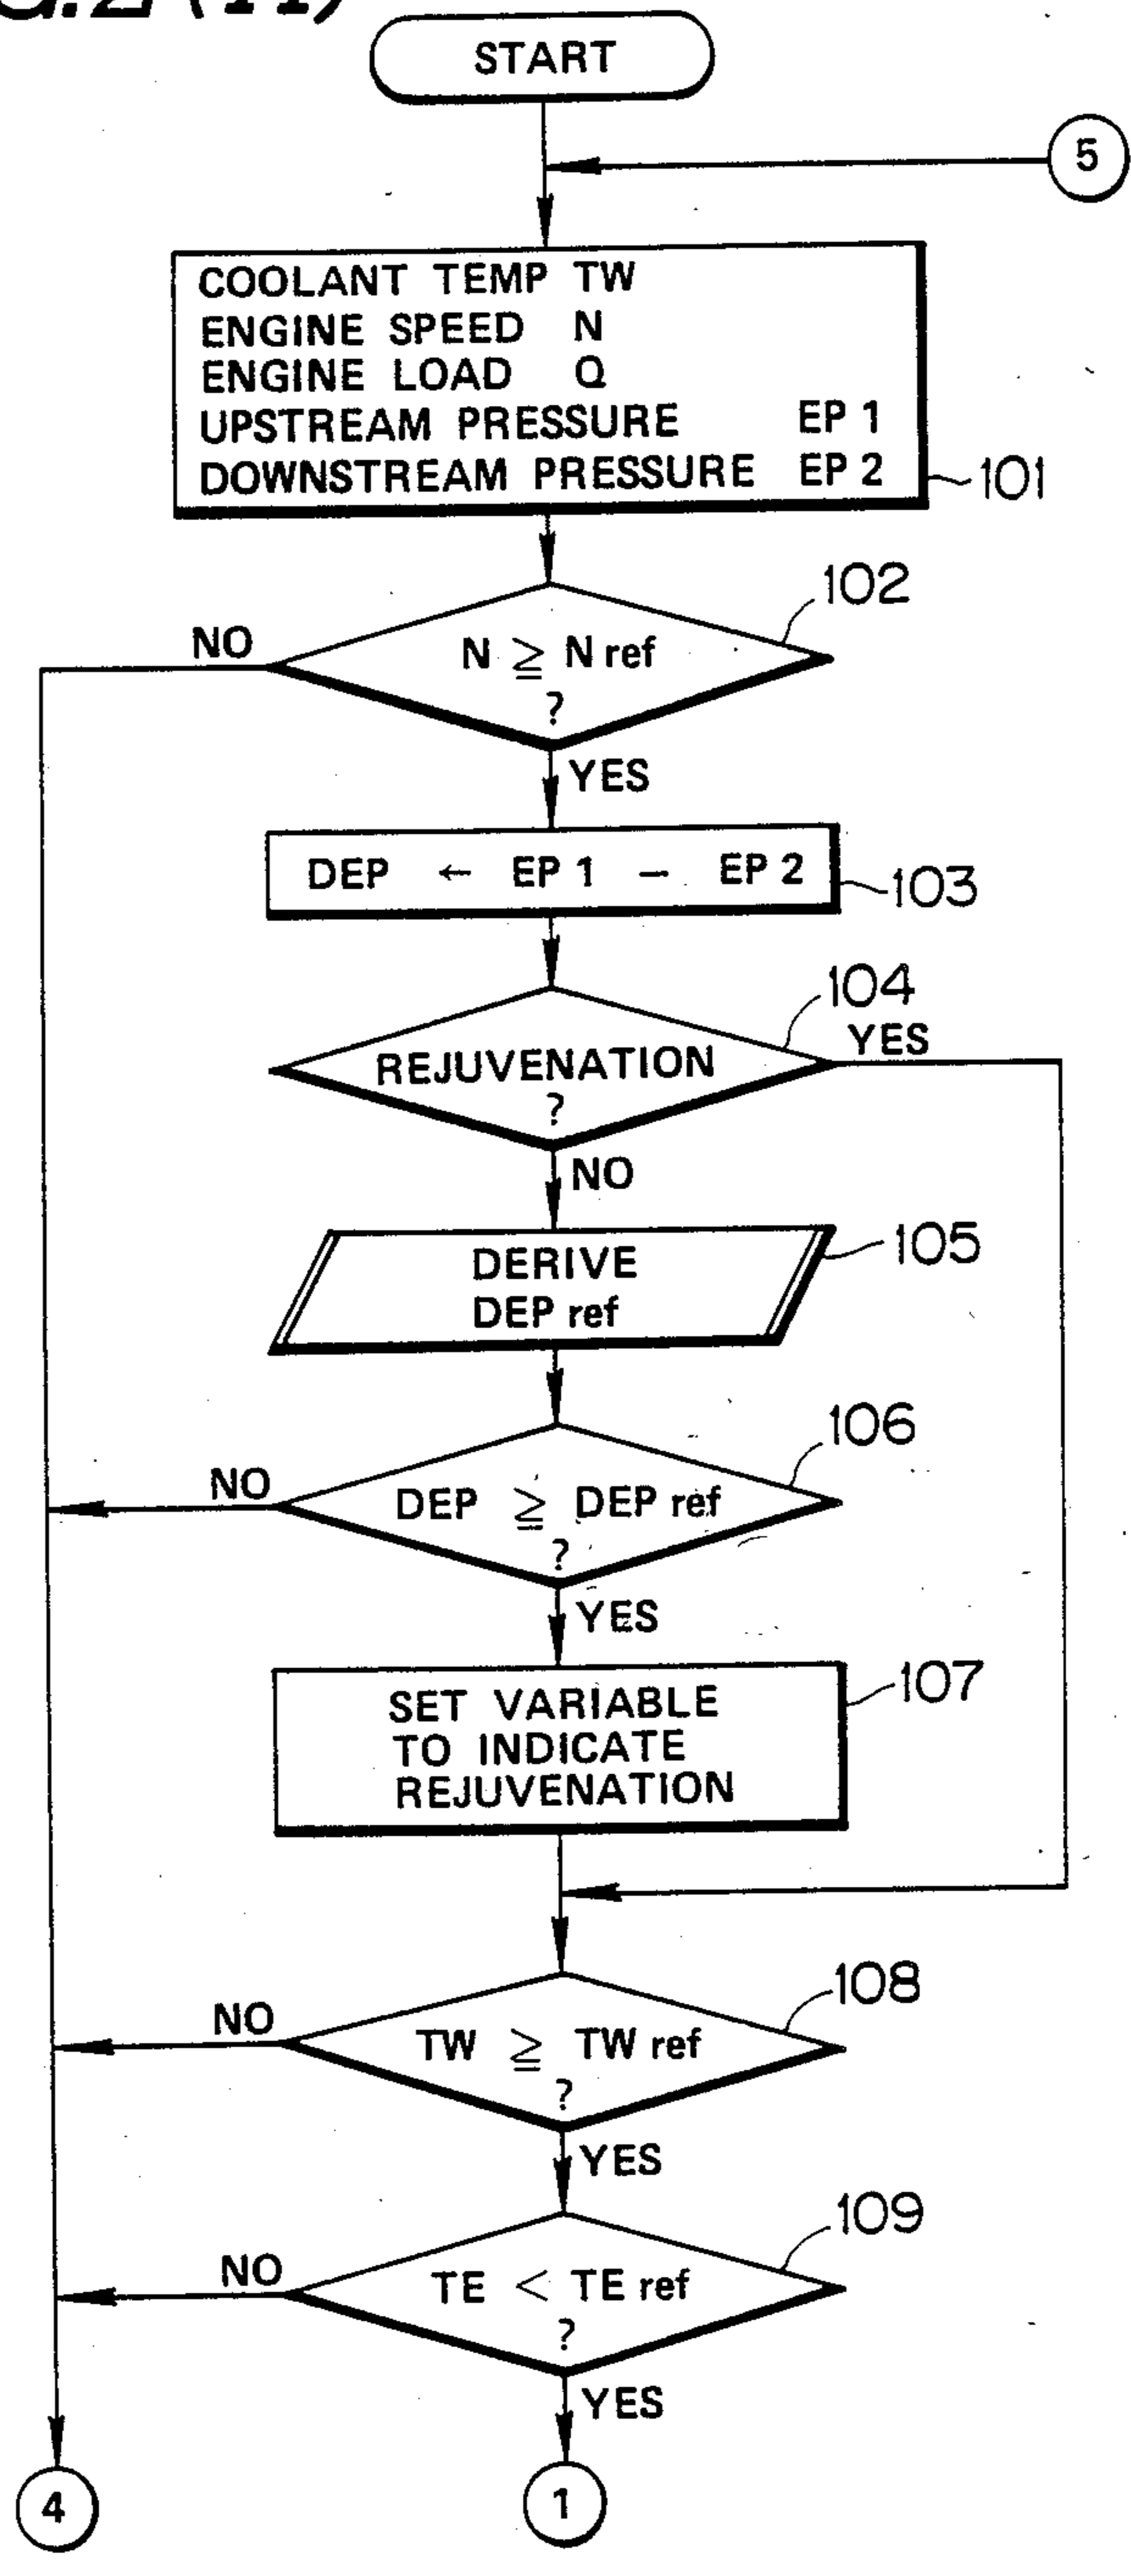 START
5
COOLANT TEMP TW
ENGINE SPEED N
ENGINE LOAD Q
UPSTREAM PRESSURE EP 1
DOWNSTREAM PRESSURE EP 2
101
102
NO
N ≧ N ref
?
YES
DEP ← EP 1 − EP 2
103
104
YES
REJUVENATION
?
NO
105
DERIVE
DEP ref
106
NO
DEP ≧ DEP ref
?
YES
107
SET VARIABLE
TO INDICATE
REJUVENATION
108
NO
TW ≧ TW ref
?
YES
109
NO
TE < TE ref
?
YES
4
1